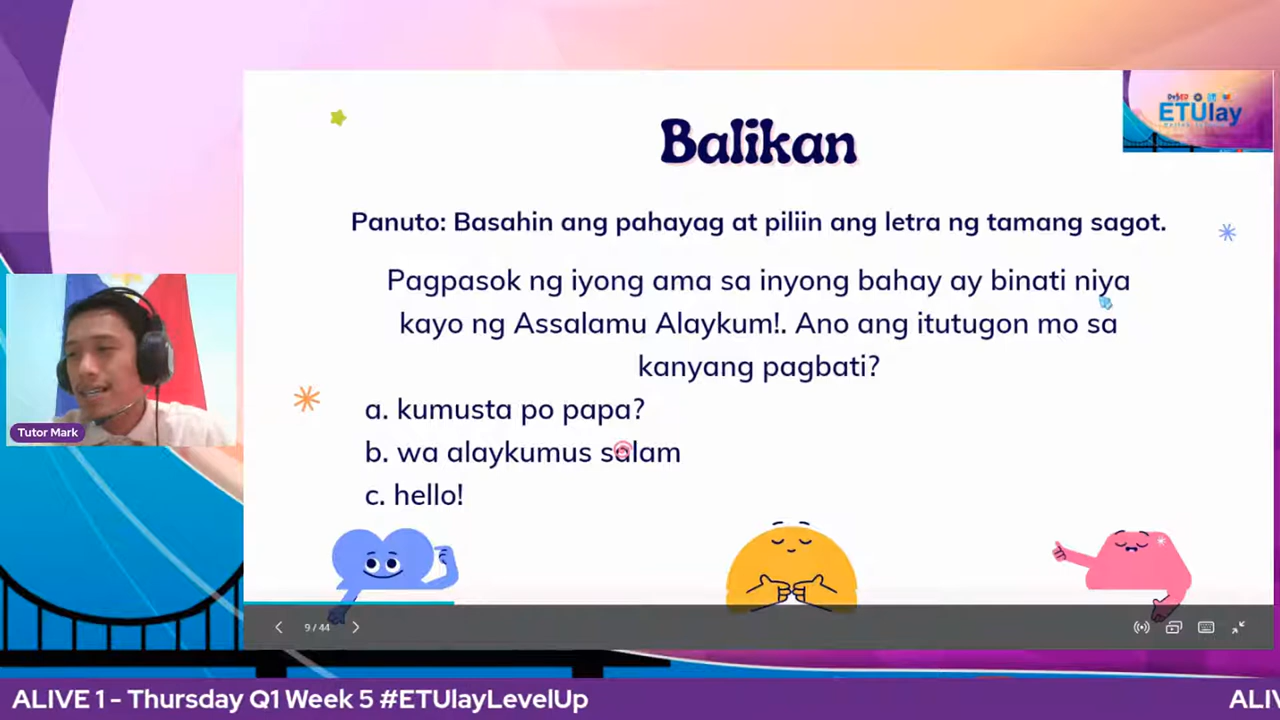 Balikan
ETUlay
Panuto: Basahin ang pahayag at piliin ang letra ng tamang sagot.
Pagpasok ng iyong ama sa inyong bahay ay binati niya
kayo ng Assalamu Alaykum!. Ano ang itutugon mo sa
kanyang pagbati?
a. kumusta po papa?
b. wa alaykumus salam
c. hello!
Tutor Mark
9 / 44
ALIVE 1 - Thursday Q1 Week 5 #ETUlayLevelUp
ALIV